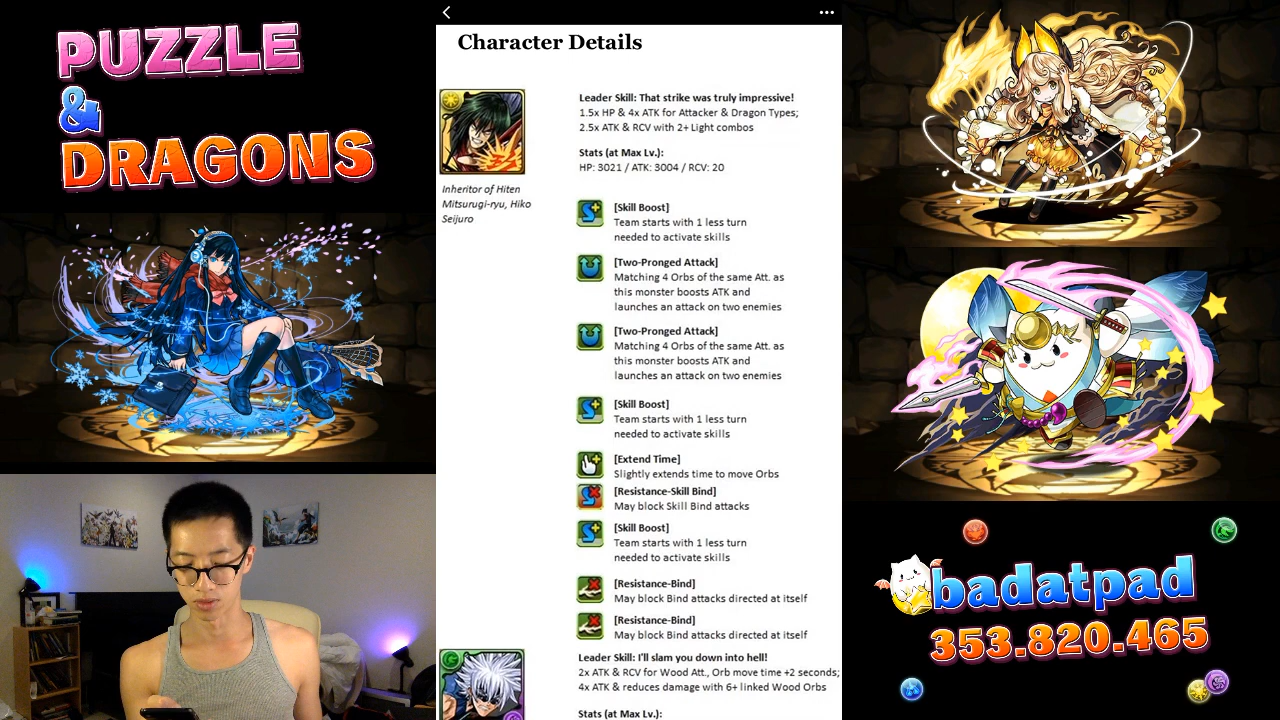 PUZZLE
&
DRAGONS
Character Details
Leader Skill: That strike was truly impressive!
1.5x HP & 4x ATK for Attacker & Dragon Types;
2.5x ATK & RCV with 2+ Light combos
Stats (at Max Lv.):
HP: 3021 / ATK: 3004 / RCV: 20
Inheritor of Hiten
Mitsurugi-ryu, Hiko
Seijuro
[Skill Boost]
Team starts with 1 less turn
needed to activate skills
[Two-Pronged Attack]
Matching 4 Orbs of the same Att. as
this monster boosts ATK and
launches an attack on two enemies
[Two-Pronged Attack]
Matching 4 Orbs of the same Att. as
this monster boosts ATK and
launches an attack on two enemies
[Skill Boost]
Team starts with 1 less turn
needed to activate skills
[Extend Time]
Slightly extends time to move Orbs
[Resistance-Skill Bind]
May block Skill Bind attacks
[Skill Boost]
Team starts with 1 less turn
needed to activate skills
[Resistance-Bind]
May block Bind attacks directed at itself
[Resistance-Bind]
May block Bind attacks directed at itself
Leader Skill: I'll slam you down into hell!
2x ATK & RCV for Wood Att., Orb move time +2 seconds;
4x ATK & reduces damage with 6+ linked Wood Orbs
Stats (at Max Lv.):
badatpad
353.820.465